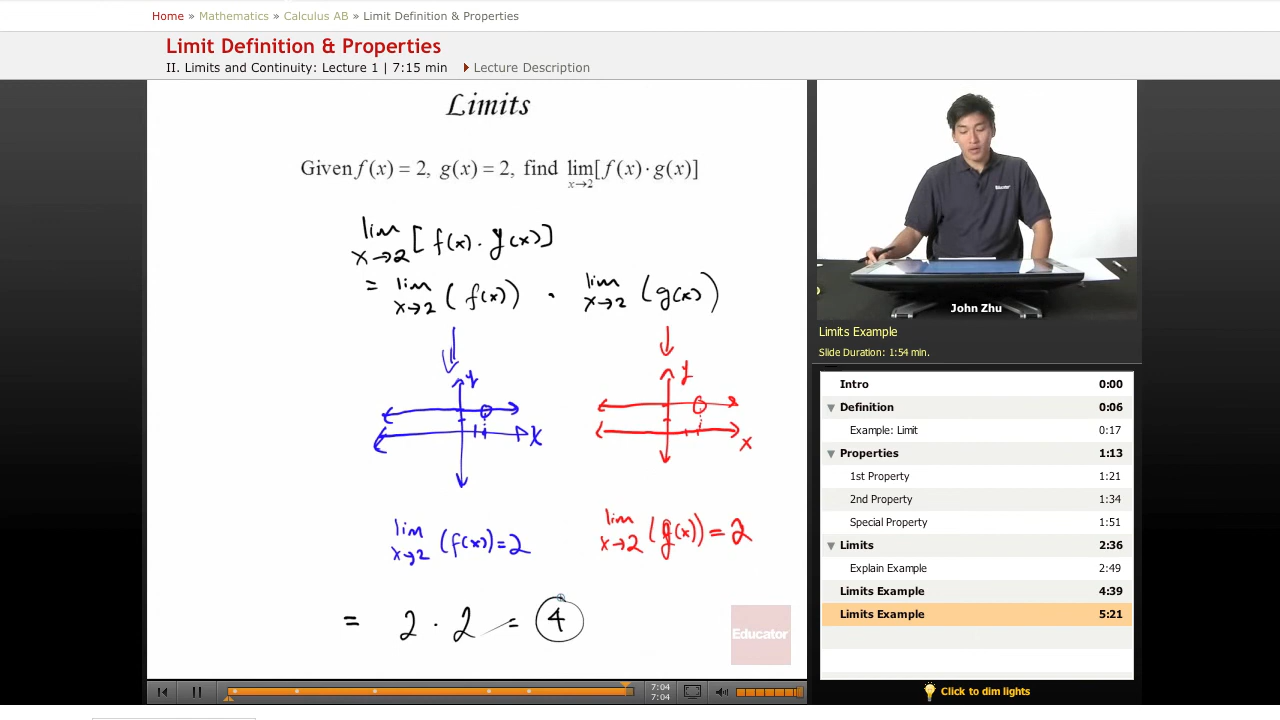 Home » Mathematics » Calculus AB » Limit Definition & Properties
Limit Definition & Properties
II. Limits and Continuity: Lecture 1 | 7:15 min Lecture Description
Limits
Given f(x) = 2, g(x) = 2, find lim[f(x)·g(x)]
x→2
lim
x→2 [f(x)·g(x)]
= lim (f(x)) · lim (g(x))
x→2 x→2
y y
x x
lim (f(x)) = 2 lim (g(x)) = 2
x→2 x→2
= 2 · 2 = 4
Educator
7:04
7:04
Educator
John Zhu
Limits Example
Slide Duration: 1:54 min.
Intro 0:00
Definition 0:06
Example: Limit 0:17
Properties 1:13
1st Property 1:21
2nd Property 1:34
Special Property 1:51
Limits 2:36
Explain Example 2:49
Limits Example 4:39
Limits Example 5:21
Click to dim lights